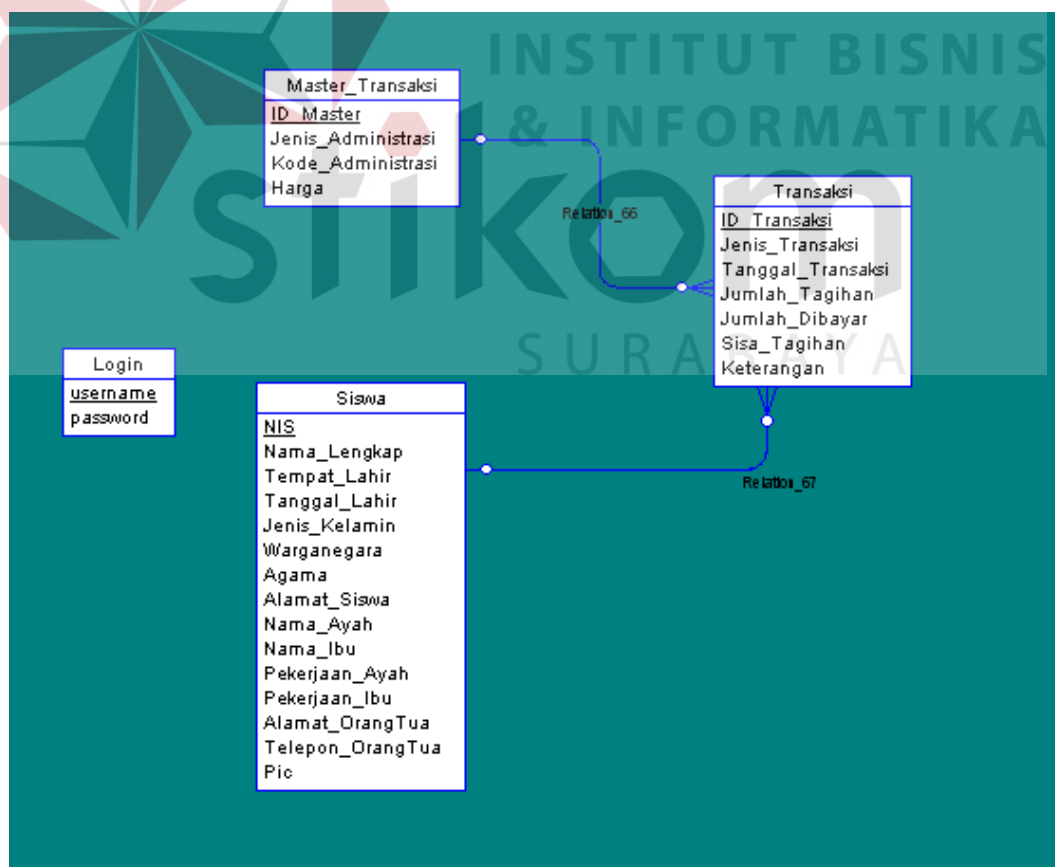 INSTITUT BISNIS
& INFORMATIKA
stikom
SURABAYA
Master_Transaksi
ID_Master
Jenis_Administrasi
Kode_Administrasi
Harga
Relation_66
Transaksi
ID_Transaksi
Jenis_Transaksi
Tanggal_Transaksi
Jumlah_Tagihan
Jumlah_Dibayar
Sisa_Tagihan
Keterangan
Login
username
password
Siswa
NIS
Nama_Lengkap
Tempat_Lahir
Tanggal_Lahir
Jenis_Kelamin
Warganegara
Agama
Alamat_Siswa
Nama_Ayah
Nama_Ibu
Pekerjaan_Ayah
Pekerjaan_Ibu
Alamat_OrangTua
Telepon_OrangTua
Pic
Relation_67